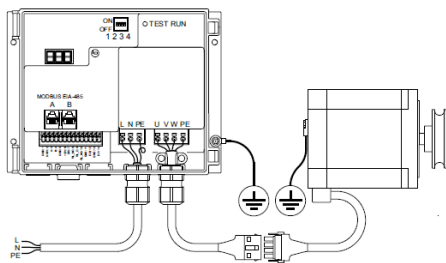 ON
OFF
1 2 3 4
TEST RUN
MODBUS EIA-485
A B
L N PE
U V W PE
L
N
PE